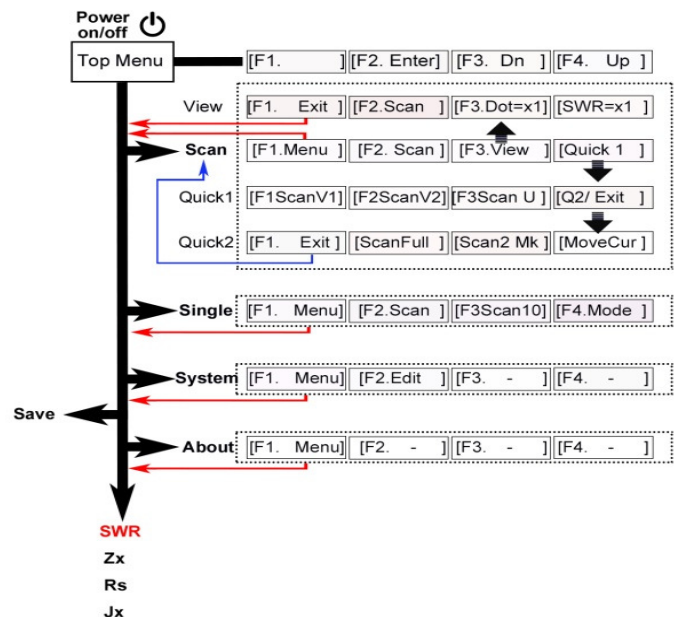 Power
on/off
Top Menu [F1. ] [F2. Enter] [F3. Dn ] [F4. Up ]
View [F1. Exit ] [F2.Scan ] [F3.Dot=x1] [SWR=x1 ]
Scan [F1.Menu ] [F2. Scan ] [F3.View ] [Quick 1 ]
Quick1 [F1ScanV1] [F2ScanV2] [F3Scan U ] [Q2/ Exit ]
Quick2 [F1. Exit ] [ScanFull ] [Scan2 Mk ] [MoveCur ]
Single [F1. Menu] [F2.Scan ] [F3Scan10] [F4.Mode ]
System [F1. Menu] [F2.Edit ] [F3. - ] [F4. - ]
Save
About [F1. Menu] [F2. - ] [F3. - ] [F4. - ]
SWR
Zx
Rs
Jx